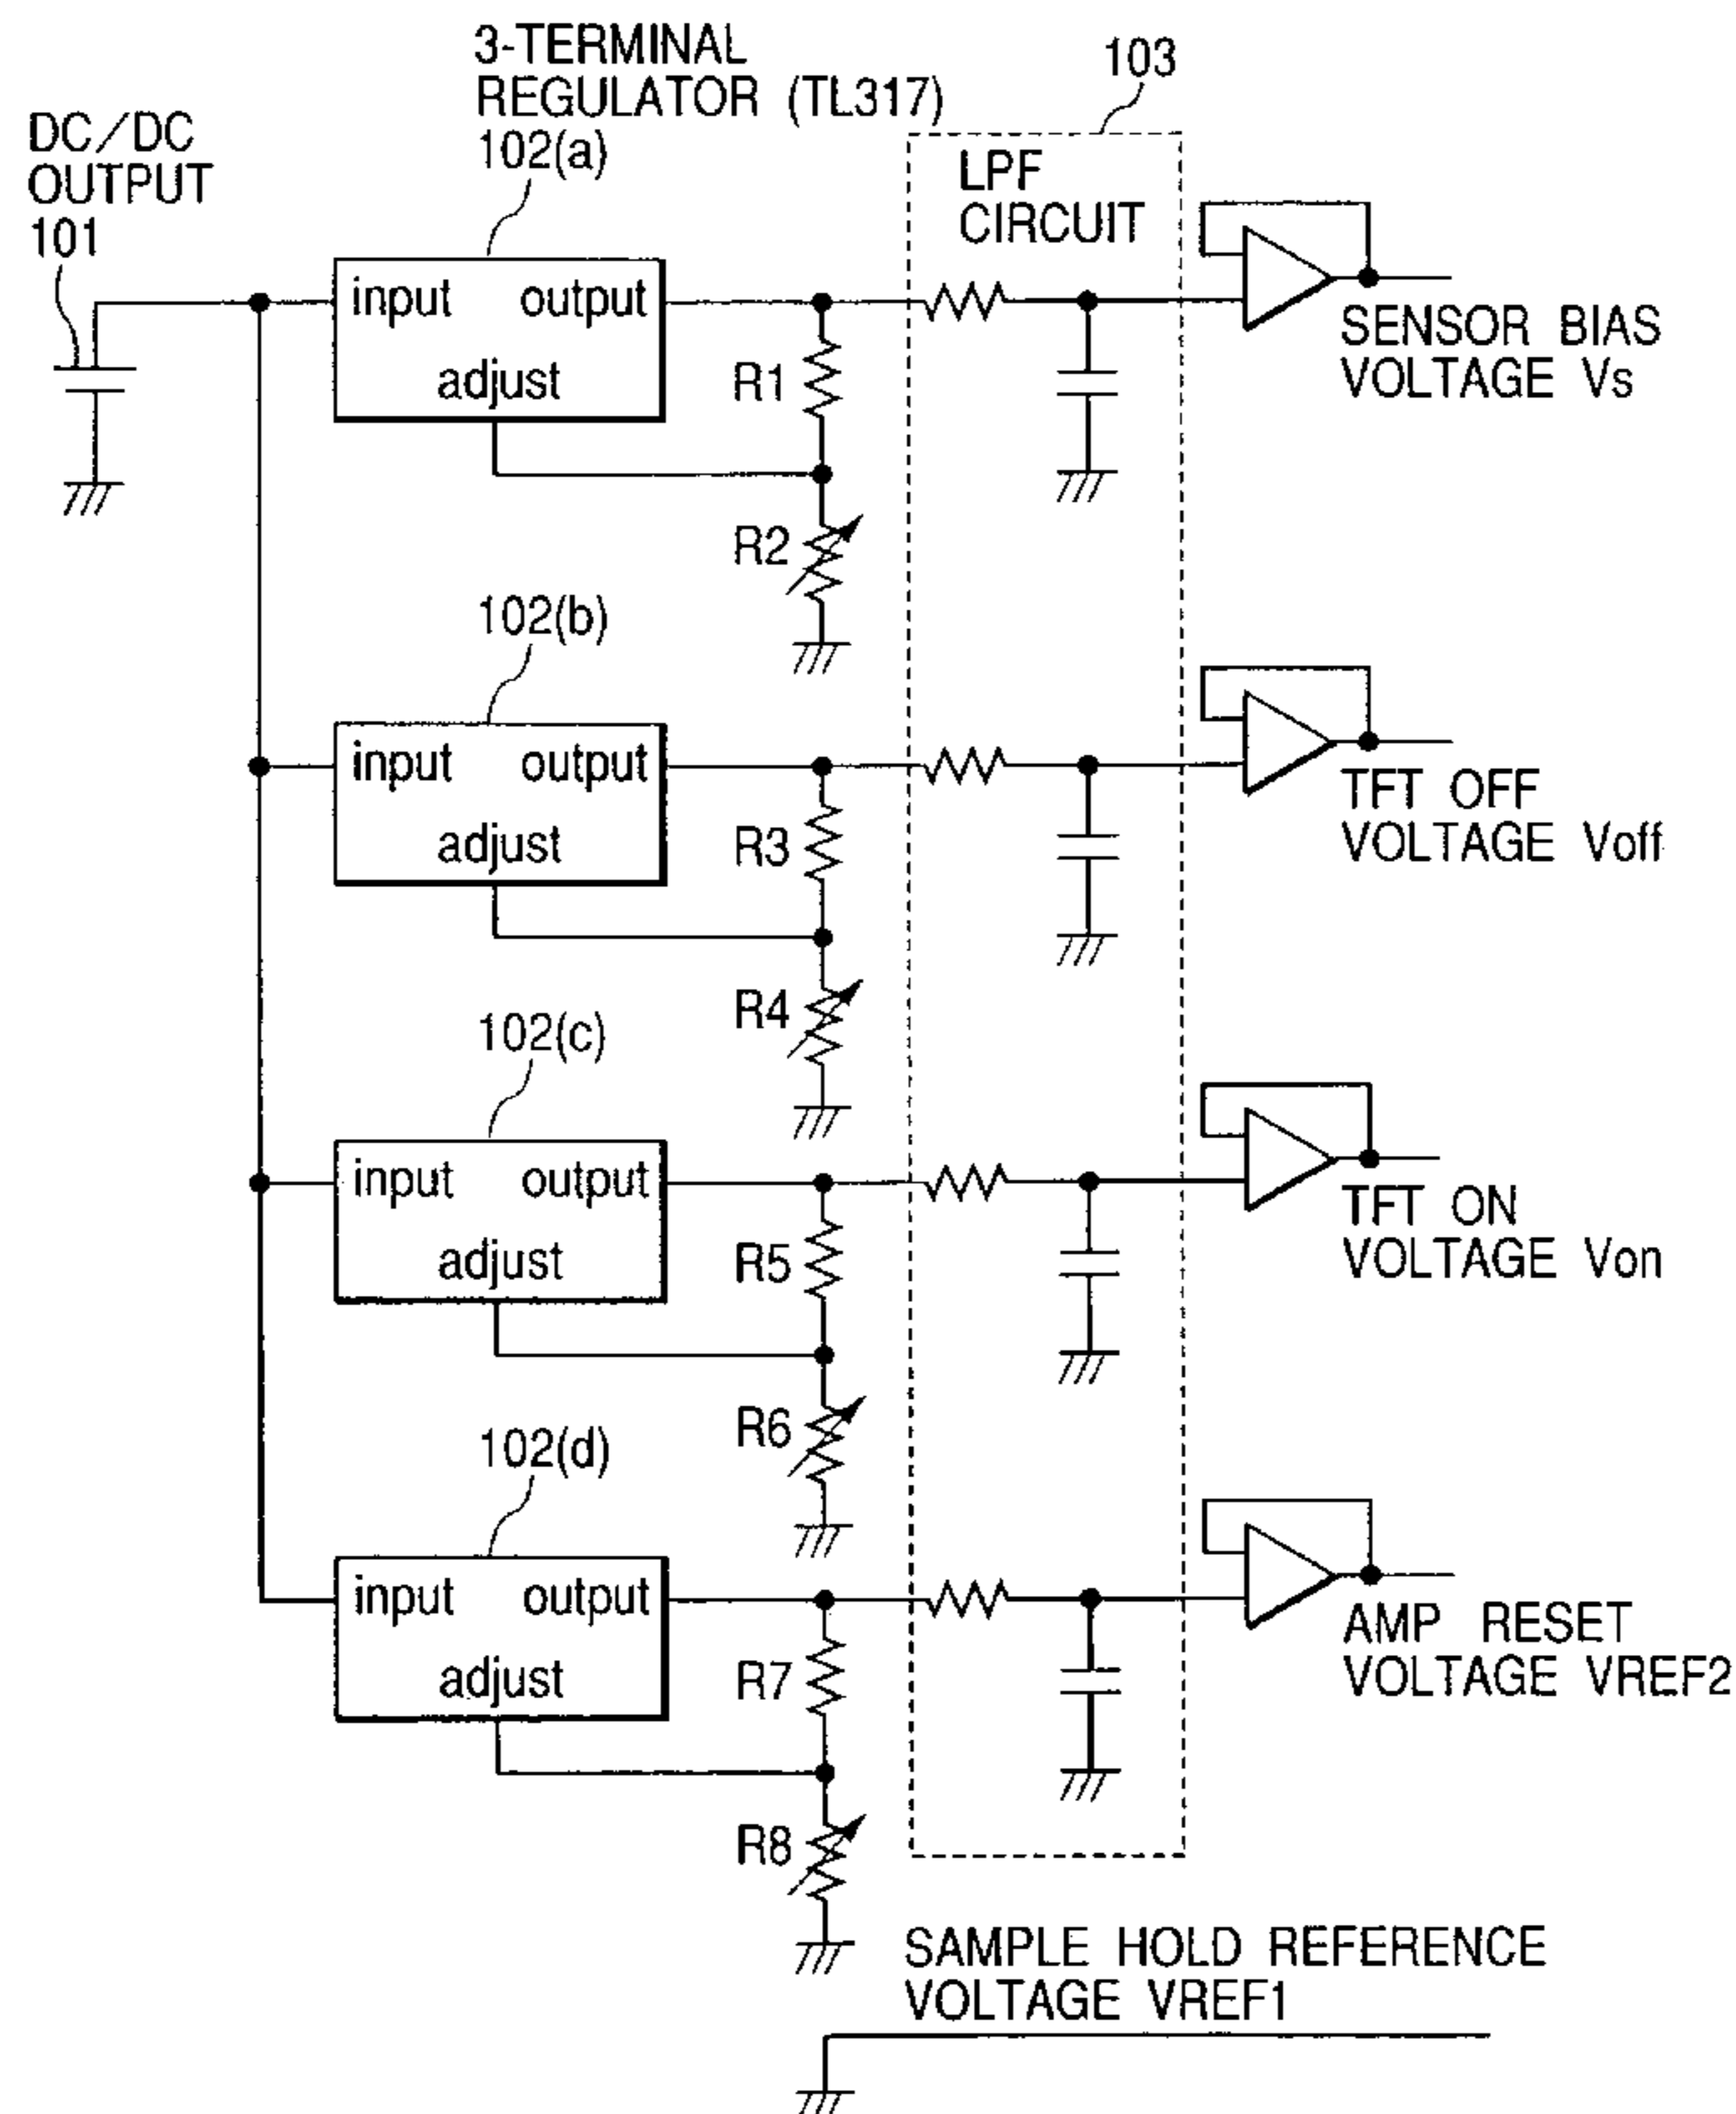 3-TERMINAL
REGULATOR (TL317)
102(a)
103
DC/DC
OUTPUT
101
LPF
CIRCUIT
input output
adjust
R1
R2
SENSOR BIAS
VOLTAGE Vs
102(b)
input output
adjust
R3
R4
TFT OFF
VOLTAGE Voff
102(c)
input output
adjust
R5
R6
TFT ON
VOLTAGE Von
102(d)
input output
adjust
R7
R8
AMP RESET
VOLTAGE VREF2
SAMPLE HOLD REFERENCE
VOLTAGE VREF1